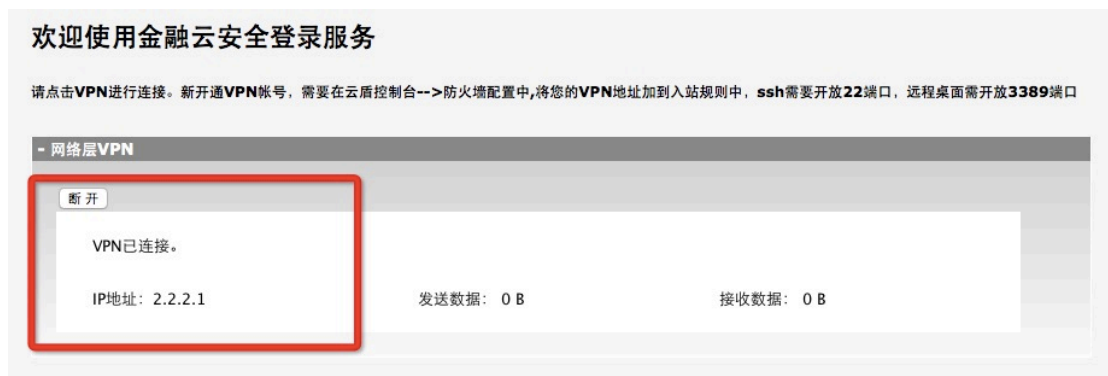 欢迎使用金融云安全登录服务
请点击VPN进行连接。新开通VPN帐号，需要在云盾控制台-->防火墙配置中,将您的VPN地址加到入站规则中，ssh需要开放22端口，远程桌面需开放3389端口
- 网络层VPN
断开
VPN已连接。
IP地址：2.2.2.1 发送数据： 0 B 接收数据： 0 B